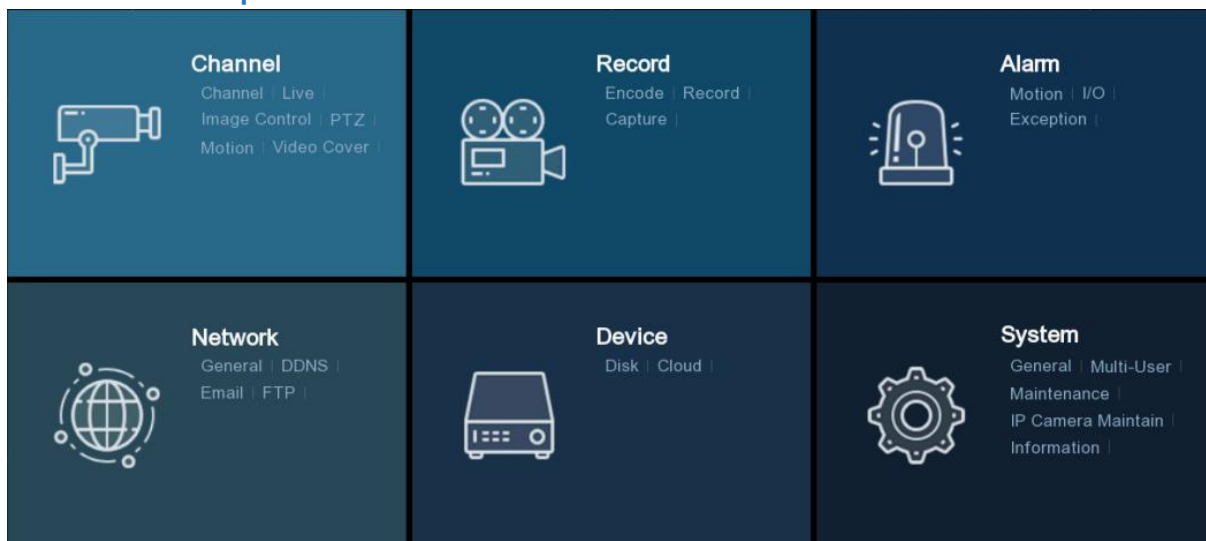 Channel
Channel | Live |
Image Control | PTZ |
Motion | Video Cover |
Record
Encode | Record |
Capture |
Alarm
Motion | I/O |
Exception |
Network
General | DDNS |
Email | FTP |
Device
Disk | Cloud |
System
General | Multi-User |
Maintenance |
IP Camera Maintain |
Information |